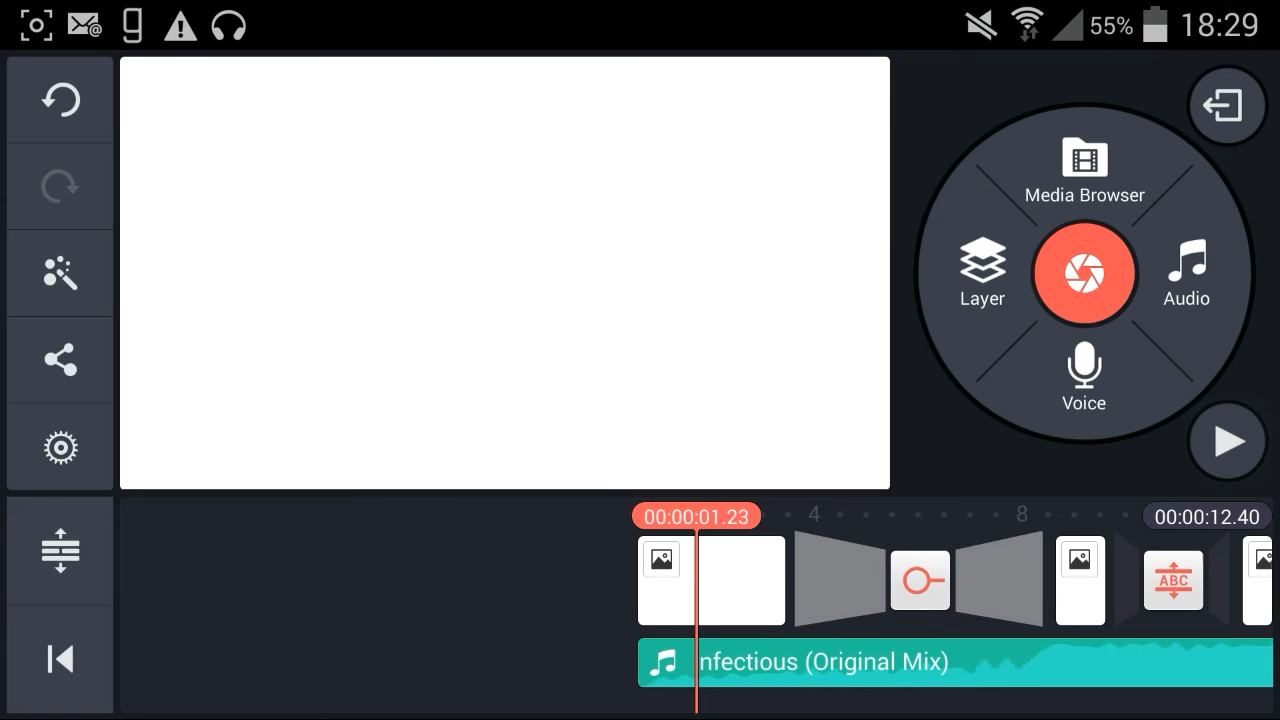 55% 18:29
Media Browser
Layer
Audio
Voice
00:00:01.23 4 8 00:00:12.40
ABC
nfectious (Original Mix)